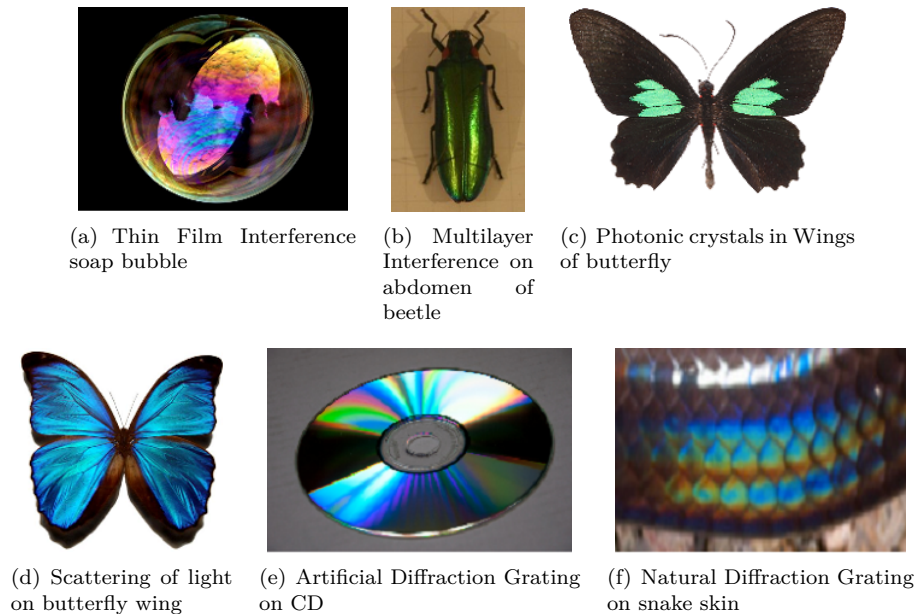 (a) Thin Film Interference
soap bubble
(b) Multilayer
Interference on
abdomen of
beetle
(c) Photonic crystals in Wings
of butterfly
(d) Scattering of light
on butterfly wing
(e) Artificial Diffraction Grating
on CD
(f) Natural Diffraction Grating
on snake skin